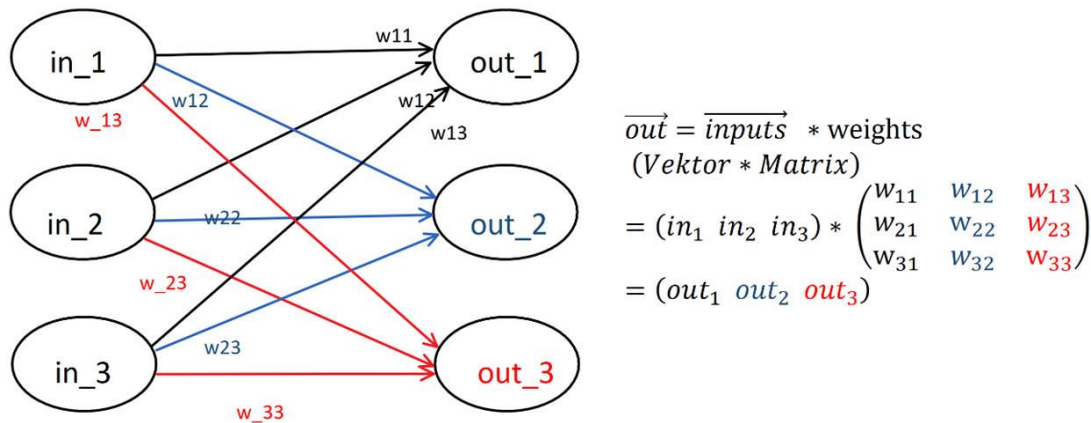 in_1
w11
out_1
w12
w12
w_13
w13
in_2
w22
out_2
w_23
in_3
w23
out_3
w_33
out = inputs * weights
(Vektor * Matrix)
= (in₁ in₂ in₃) * (w₁₁ w₁₂ w₁₃
w₂₁ w₂₂ w₂₃
w₃₁ w₃₂ w₃₃)
= (out₁ out₂ out₃)